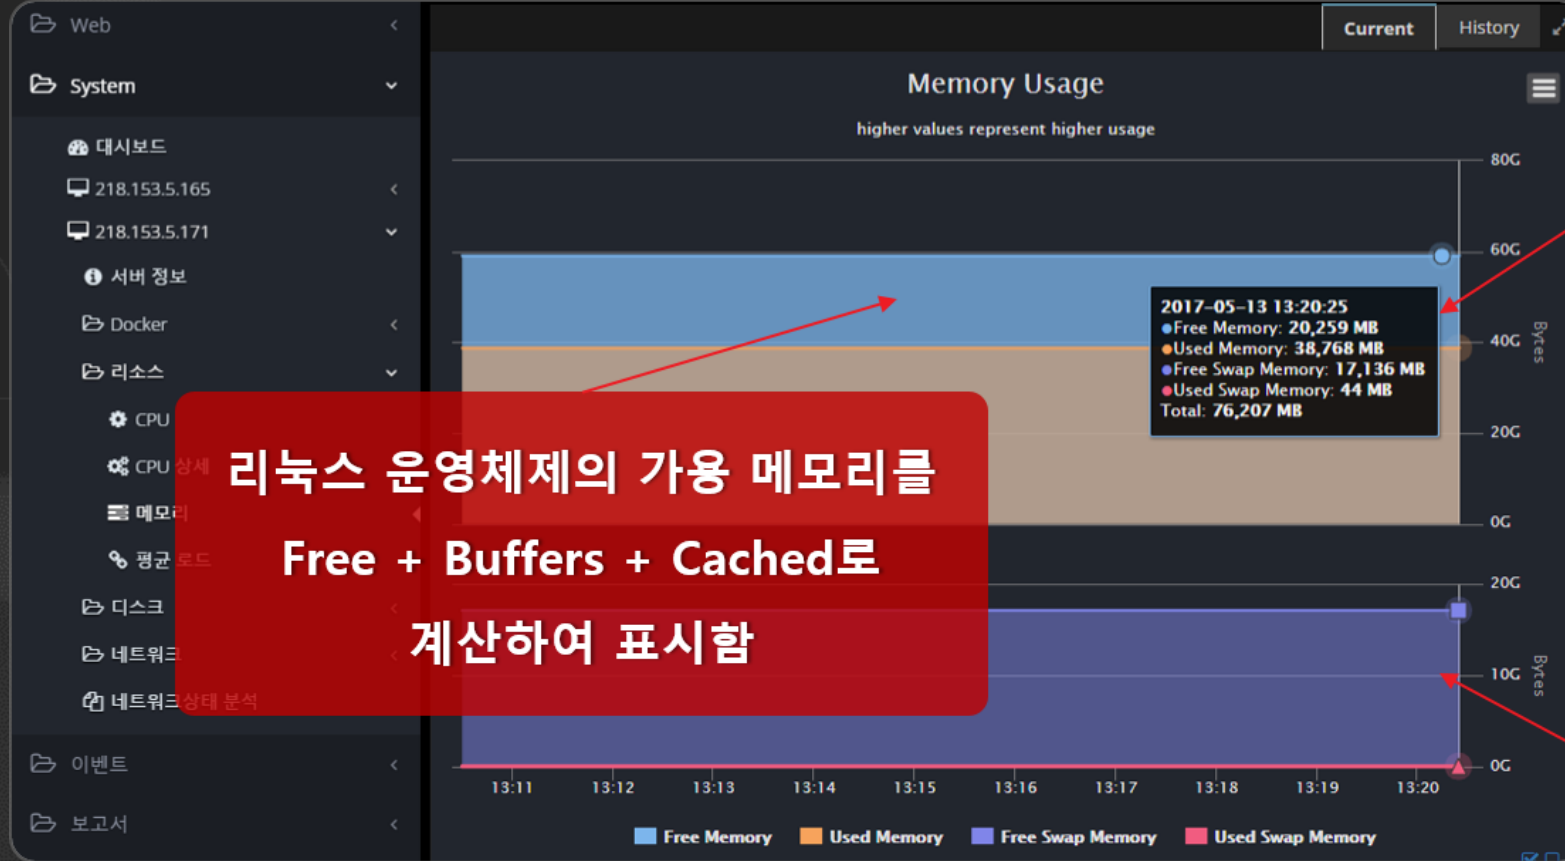 Web
System
대시보드
218.153.5.165
218.153.5.171
서버 정보
Docker
리소스
CPU
CPU 상세
메모리
평균 로드
디스크
네트워크
네트워크상태 분석
이벤트
보고서
Current
History
Memory Usage
higher values represent higher usage
80G
60G
40G
20G
0G
Bytes
2017-05-13 13:20:25
Free Memory: 20,259 MB
Used Memory: 38,768 MB
Free Swap Memory: 17,136 MB
Used Swap Memory: 44 MB
Total: 76,207 MB
리눅스 운영체제의 가용 메모리를
Free + Buffers + Cached로
계산하여 표시함
20G
10G
0G
Bytes
13:11 13:12 13:13 13:14 13:15 13:16 13:17 13:18 13:19 13:20
Free Memory Used Memory Free Swap Memory Used Swap Memory